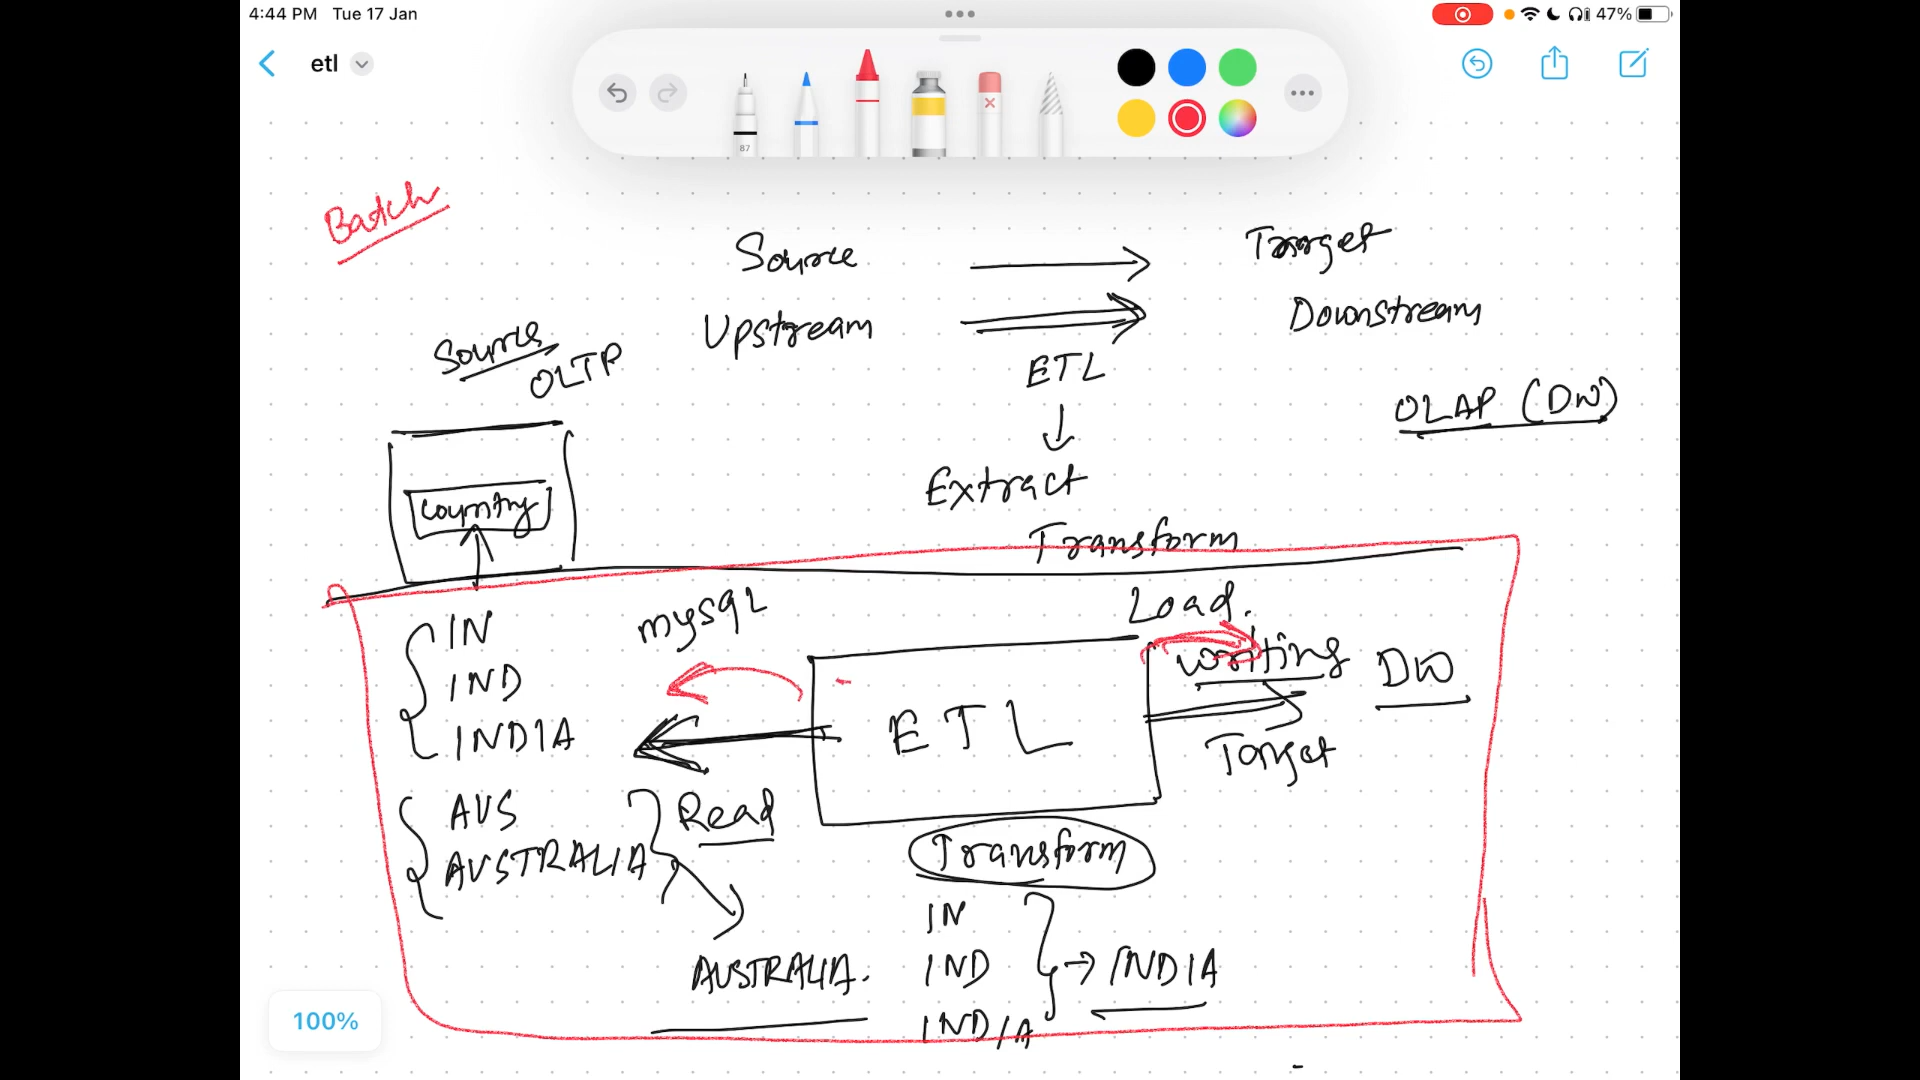 4:44 PM Tue 17 Jan
47%
etl
87
Batch
Source
Target
Upstream
Downstream
Source
OLTP
ETL
OLAP (DW)
Extract
Country
Transform
Load.
mysql
IN
IND
INDIA
ETL
writing
DW
Target
AUS
AUSTRALIA
Read
Transform
IN
IND
INDIA
INDIA
AUSTRALIA.
100%